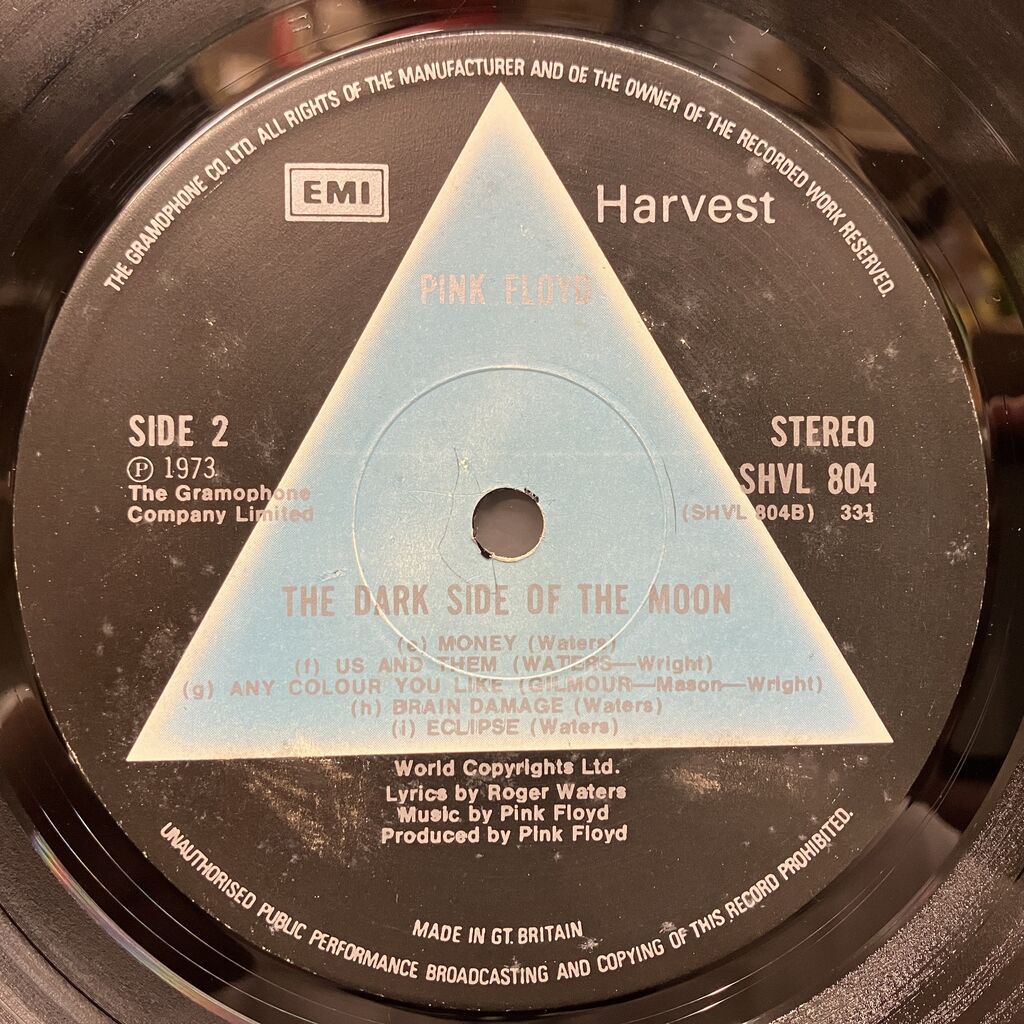 THE GRAMOPHONE CO. LTD. ALL RIGHTS OF THE MANUFACTURER AND OF THE OWNER OF THE RECORDED WORK RESERVED.
EMI
Harvest
PINK FLOYD
SIDE 2
Ⓟ 1973
The Gramophone
Company Limited
STEREO
SHVL 804
(SHVL 804B) 33⅓
THE DARK SIDE OF THE MOON
(e) MONEY (Waters)
(f) US AND THEM (WATERS—Wright)
(g) ANY COLOUR YOU LIKE (GILMOUR—Mason—Wright)
(h) BRAIN DAMAGE (Waters)
(i) ECLIPSE (Waters)
World Copyrights Ltd.
Lyrics by Roger Waters
Music by Pink Floyd
Produced by Pink Floyd
MADE IN GT. BRITAIN
UNAUTHORISED PUBLIC PERFORMANCE BROADCASTING AND COPYING OF THIS RECORD PROHIBITED.